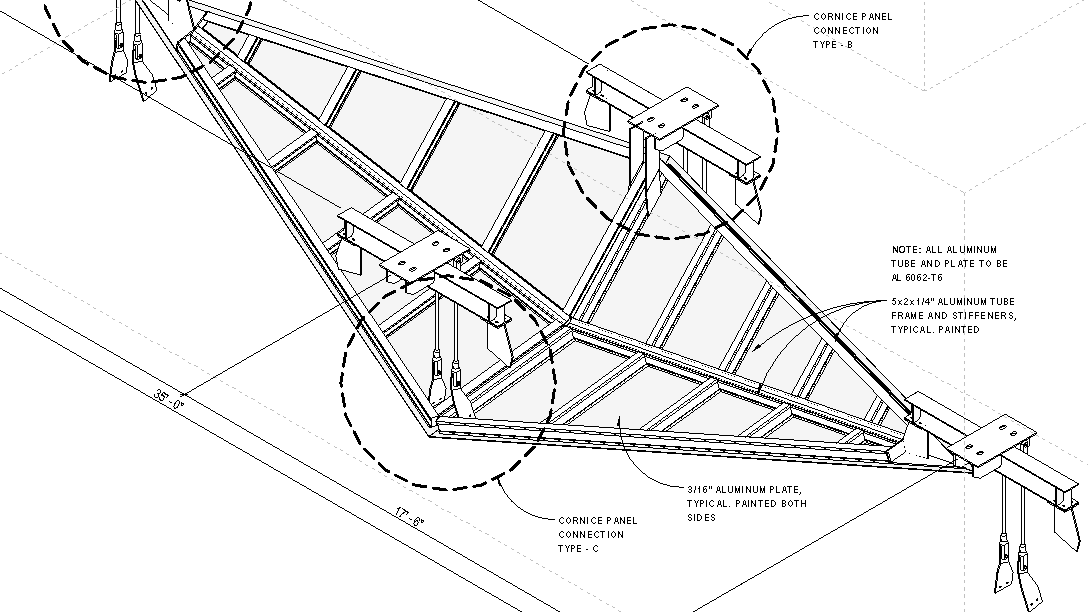 CORNICE PANEL
CONNECTION
TYPE - B
NOTE: ALL ALUMINUM
TUBE AND PLATE TO BE
AL 6062-T6
5x2x1/4" ALUMINUM TUBE
FRAME AND STIFFENERS,
TYPICAL. PAINTED
35'-0"
3/16" ALUMINUM PLATE,
TYPICAL. PAINTED BOTH
SIDES
17'-6"
CORNICE PANEL
CONNECTION
TYPE - C